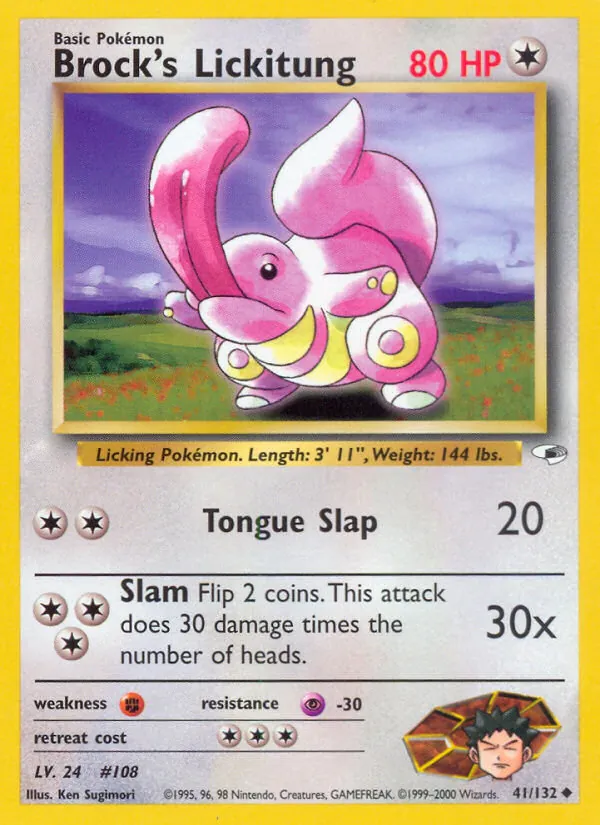 Basic Pokémon
Brock's Lickitung 80 HP
Licking Pokémon. Length: 3' 11", Weight: 144 lbs.
Tongue Slap 20
Slam Flip 2 coins. This attack
does 30 damage times the
number of heads.
30x
weakness resistance -30
retreat cost
LV. 24 #108
Illus. Ken Sugimori ©1995, 96, 98 Nintendo, Creatures, GAMEFREAK. ©1999-2000 Wizards. 41/132